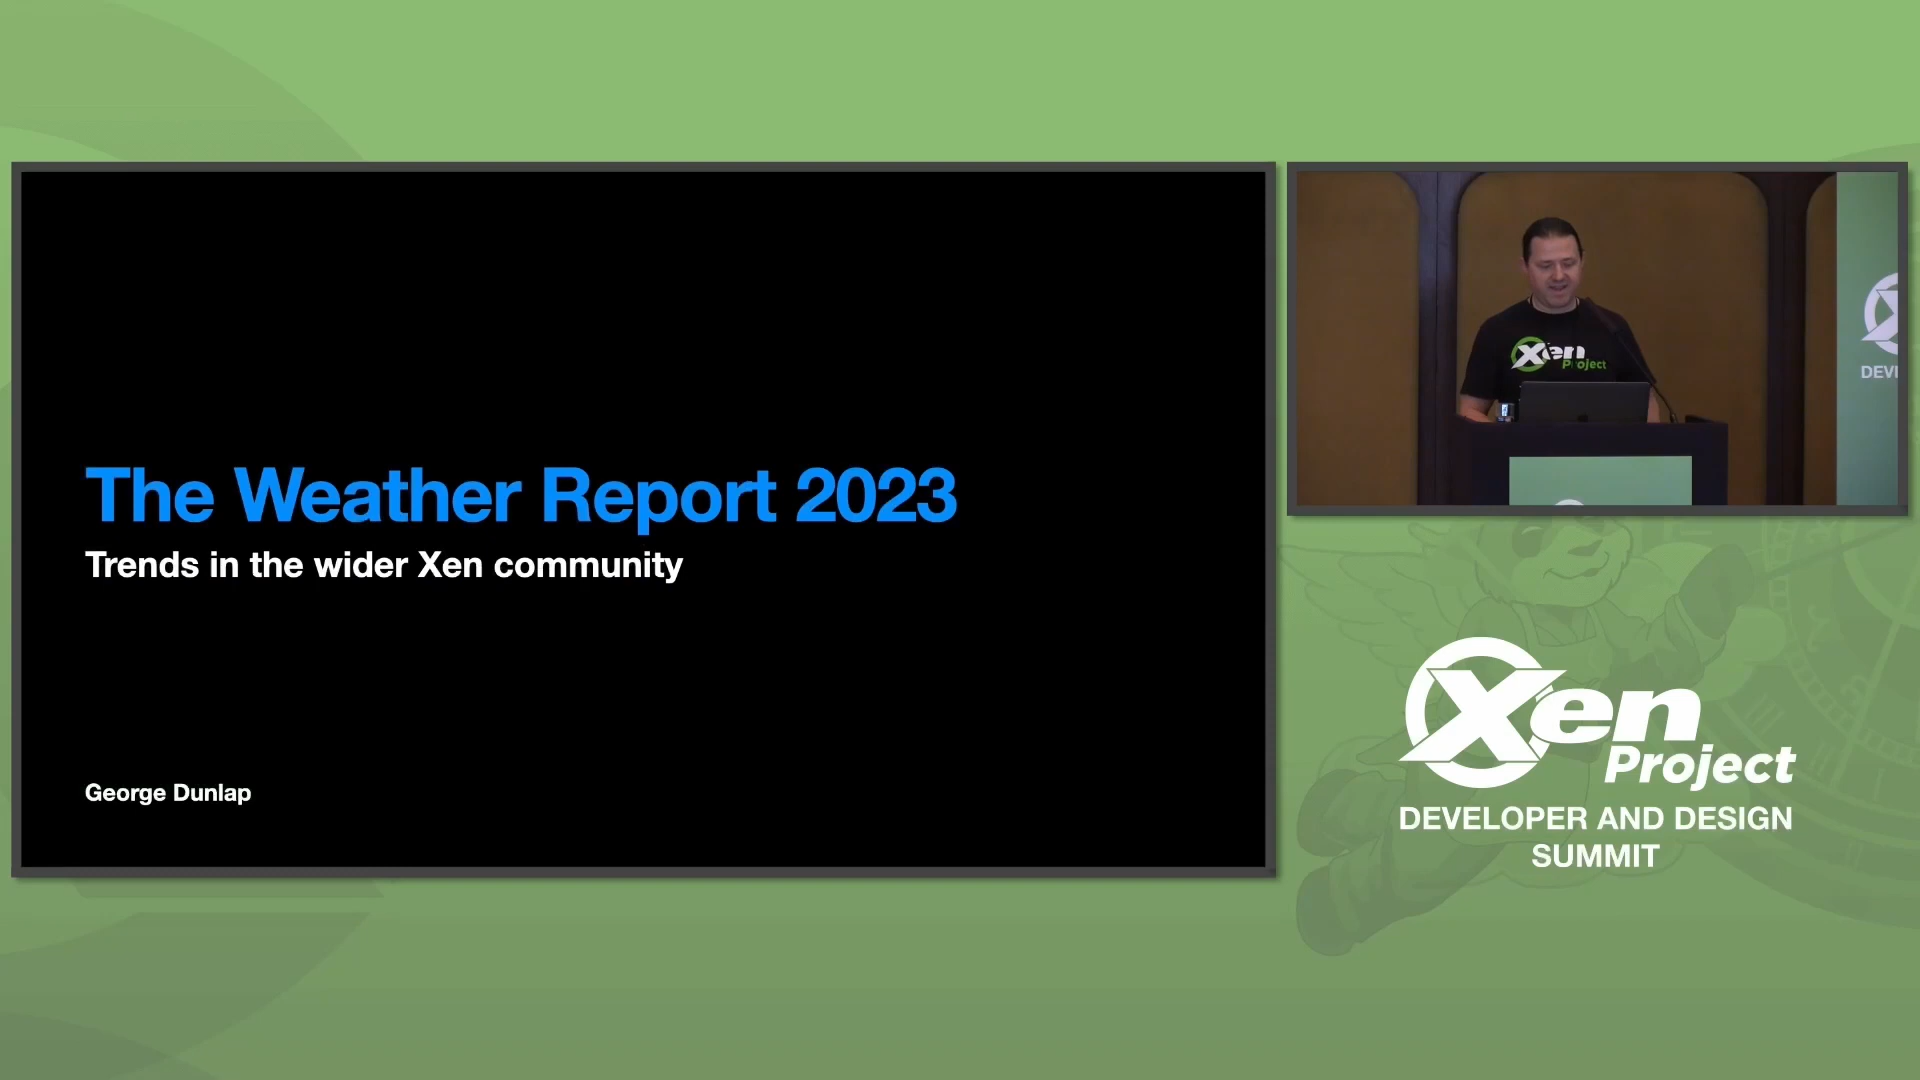 The Weather Report 2023
Trends in the wider Xen community
George Dunlap
Xen
Project
DEVE
Xen
Project
DEVELOPER AND DESIGN
SUMMIT